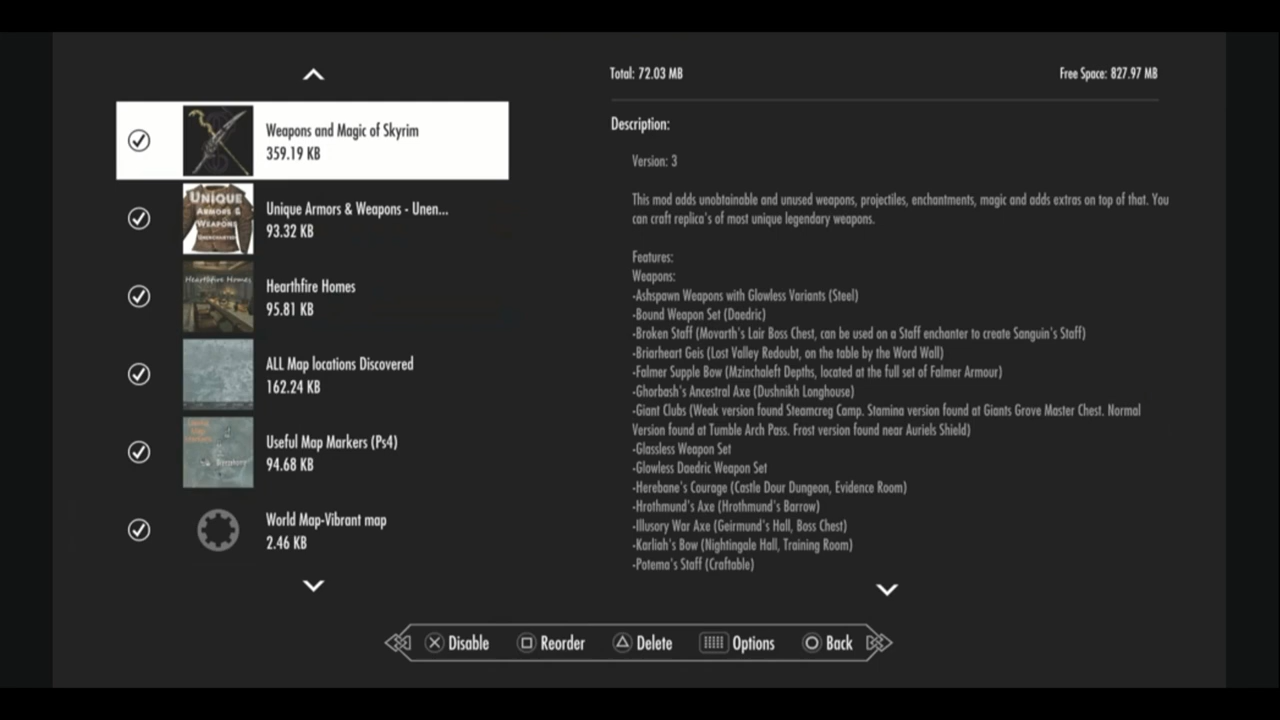 Total: 72.03 MB
Free Space: 827.97 MB
Weapons and Magic of Skyrim
359.19 KB
UNIQUE
ARMORS &
WEAPONS
Unique Armors & Weapons - Unen...
93.32 KB
Hearthfire Homes
Hearthfire Homes
95.81 KB
ALL Map locations Discovered
162.24 KB
Useful Map Markers (Ps4)
94.68 KB
World Map-Vibrant map
2.46 KB
Description:
Version: 3
This mod adds unobtainable and unused weapons, projectiles, enchantments, magic and adds extras on top of that. You
can craft replica's of most unique legendary weapons.
Features:
Weapons:
-Ashspawn Weapons with Glowless Variants (Steel)
-Bound Weapon Set (Daedric)
-Broken Staff (Movarth's Lair Boss Chest, can be used on a Staff enchanter to create Sanguin's Staff)
-Briarheart Geis (Lost Valley Redoubt, on the table by the Word Wall)
-Falmer Supple Bow (Mzinchaleft Depths, located at the full set of Falmer Armour)
-Ghorbash's Ancestral Axe (Dushnikh Longhouse)
-Giant Clubs (Weak version found Steamcreg Camp. Stamina version found at Giants Grove Master Chest. Normal
Version found at Tumble Arch Pass. Frost version found near Auriels Shield)
-Glassless Weapon Set
-Glowless Daedric Weapon Set
-Herebane's Courage (Castle Dour Dungeon, Evidence Room)
-Hrothmund's Axe (Hrothmund's Barrow)
-Illusory War Axe (Geirmund's Hall, Boss Chest)
-Karliah's Bow (Nightingale Hall, Training Room)
-Potema's Staff (Craftable)
Disable
Reorder
Delete
Options
Back